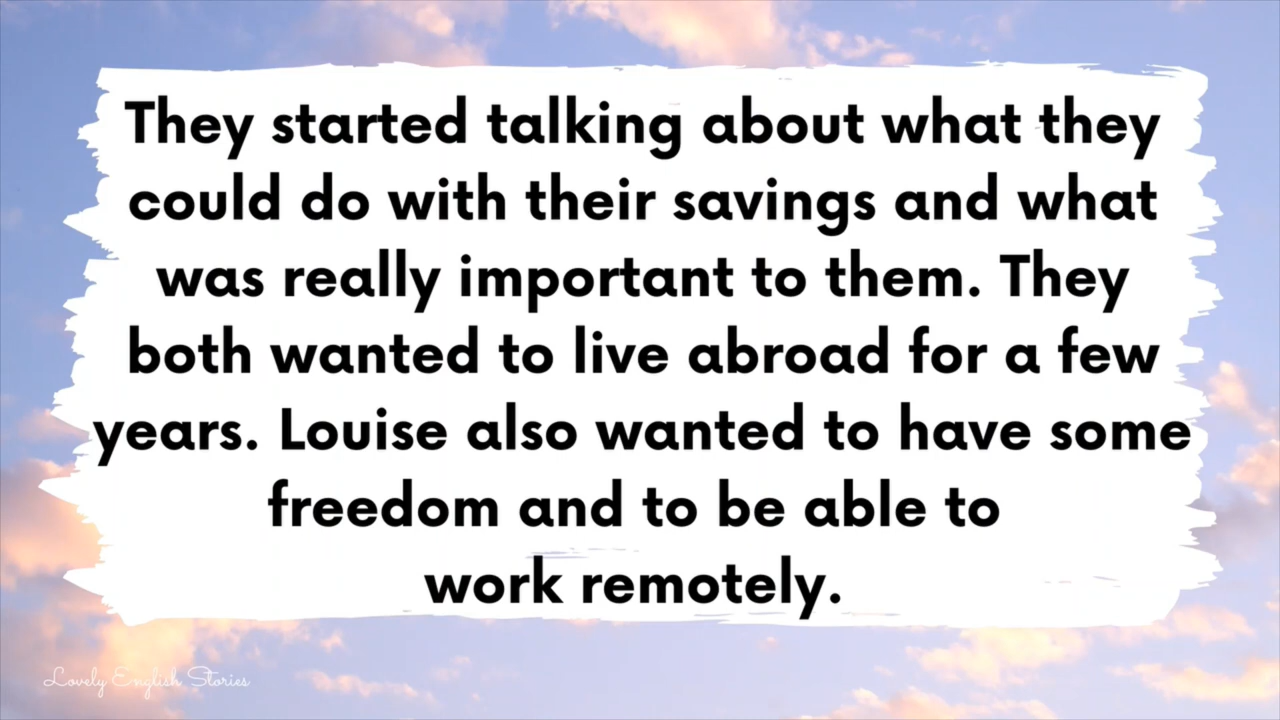 They started talking about what they
could do with their savings and what
was really important to them. They
both wanted to live abroad for a few
years. Louise also wanted to have some
freedom and to be able to
work remotely.
Lovely English Stories